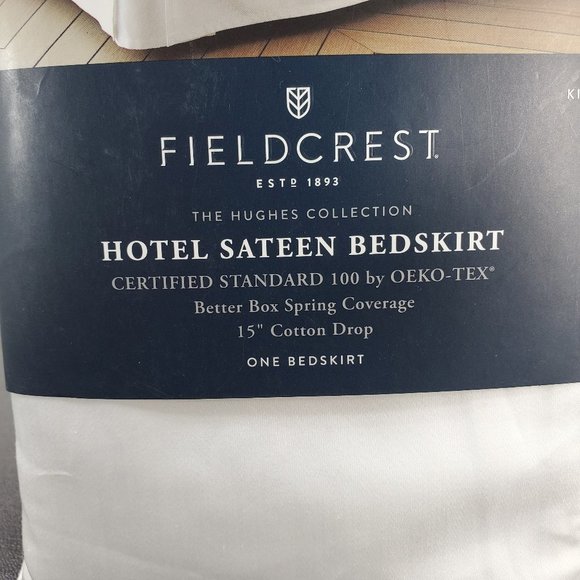 KI
FIELDCREST
ESTD 1893
THE HUGHES COLLECTION
HOTEL SATEEN BEDSKIRT
CERTIFIED STANDARD 100 by OEKO-TEX®
Better Box Spring Coverage
15" Cotton Drop
ONE BEDSKIRT